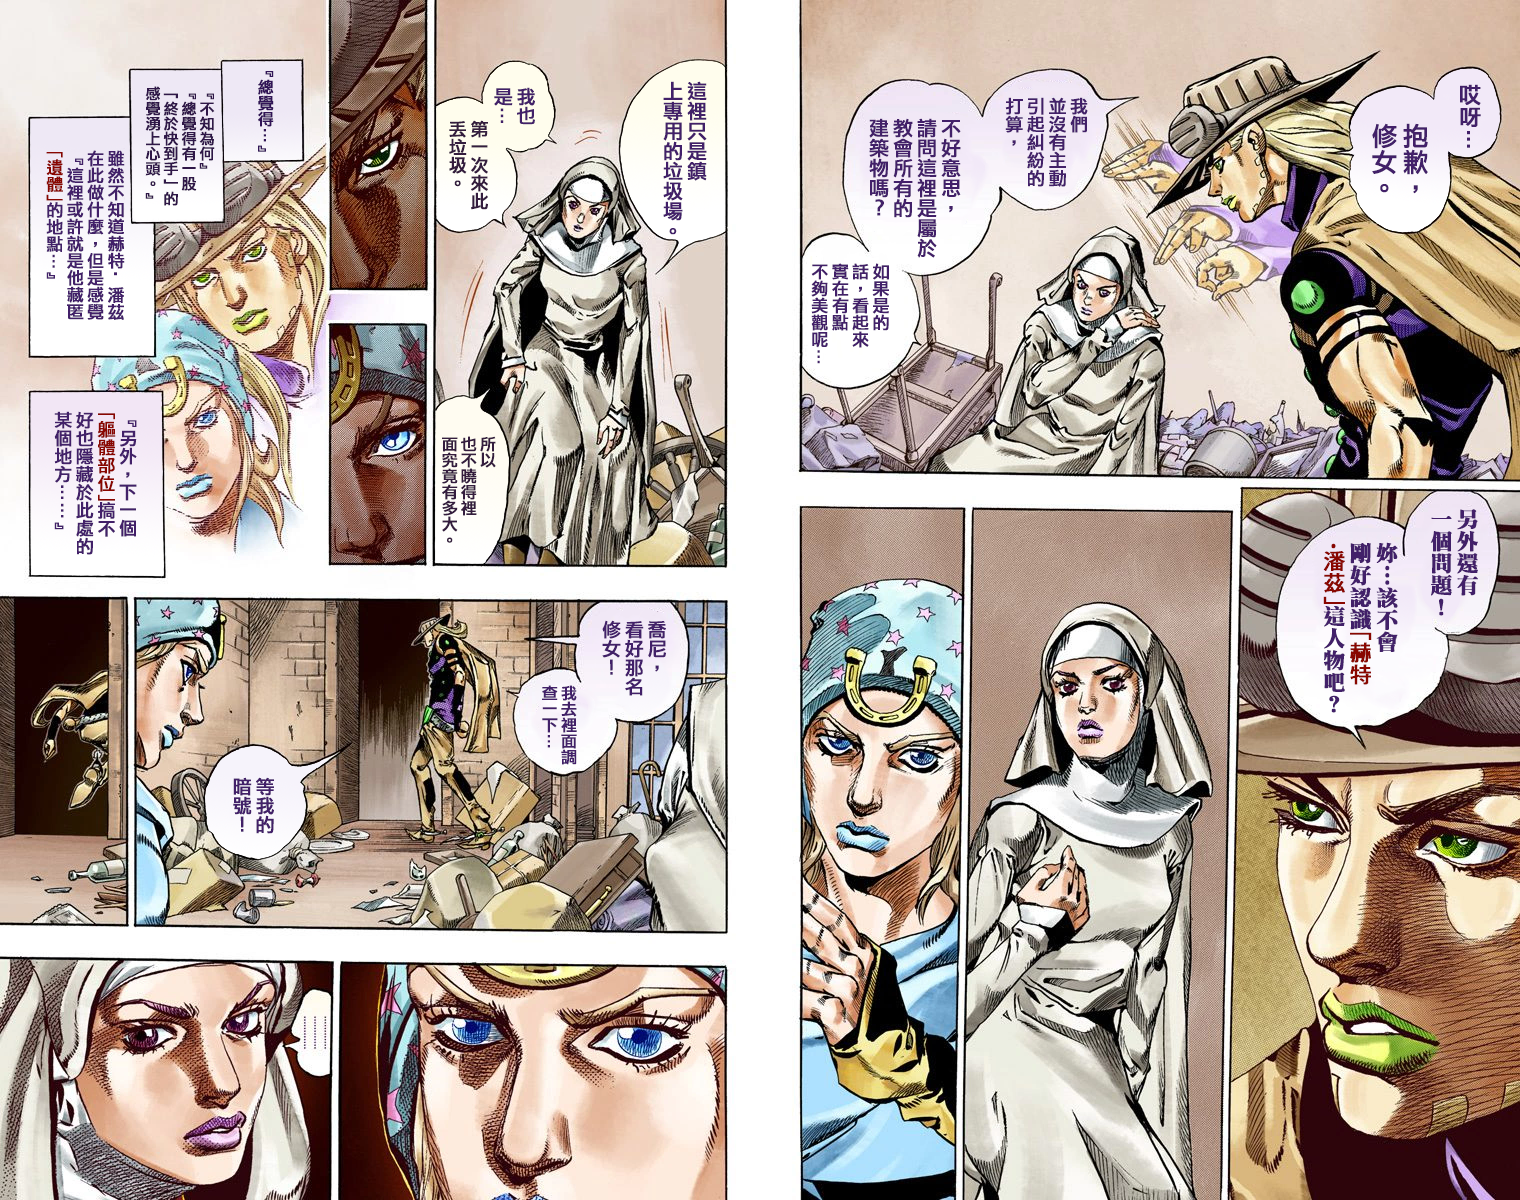 哎呀…
抱歉，
修女。
我們
並沒有主動
引起糾紛的
打算，
不好意思，
請問這裡是屬於
教會所有的
建築物嗎？
如果是的
話，看起來
實在有點
不夠美觀呢…
另外還有
一個問題！
妳…該不會
剛好認識「赫特
・潘茲」這人物吧？
這裡只是鎮
上專用的垃圾場。
我也
是…
第一次來此
丟垃圾。
所以
也不曉得裡
面究竟有多大。
『總覺得…』
『不知為何』
『總覺得有一股
「終於快到手」的
感覺湧上心頭。』
雖然不知道赫特・潘茲
在此做什麼，但是感覺
『這裡或許就是他藏匿
「遺體」的地點…』
『另外，下一個
「軀體部位」搞不
好也隱藏於此處的
某個地方……』
喬尼，
看好那名
修女！
我去裡面調
查一下…
等我的
暗號！
………